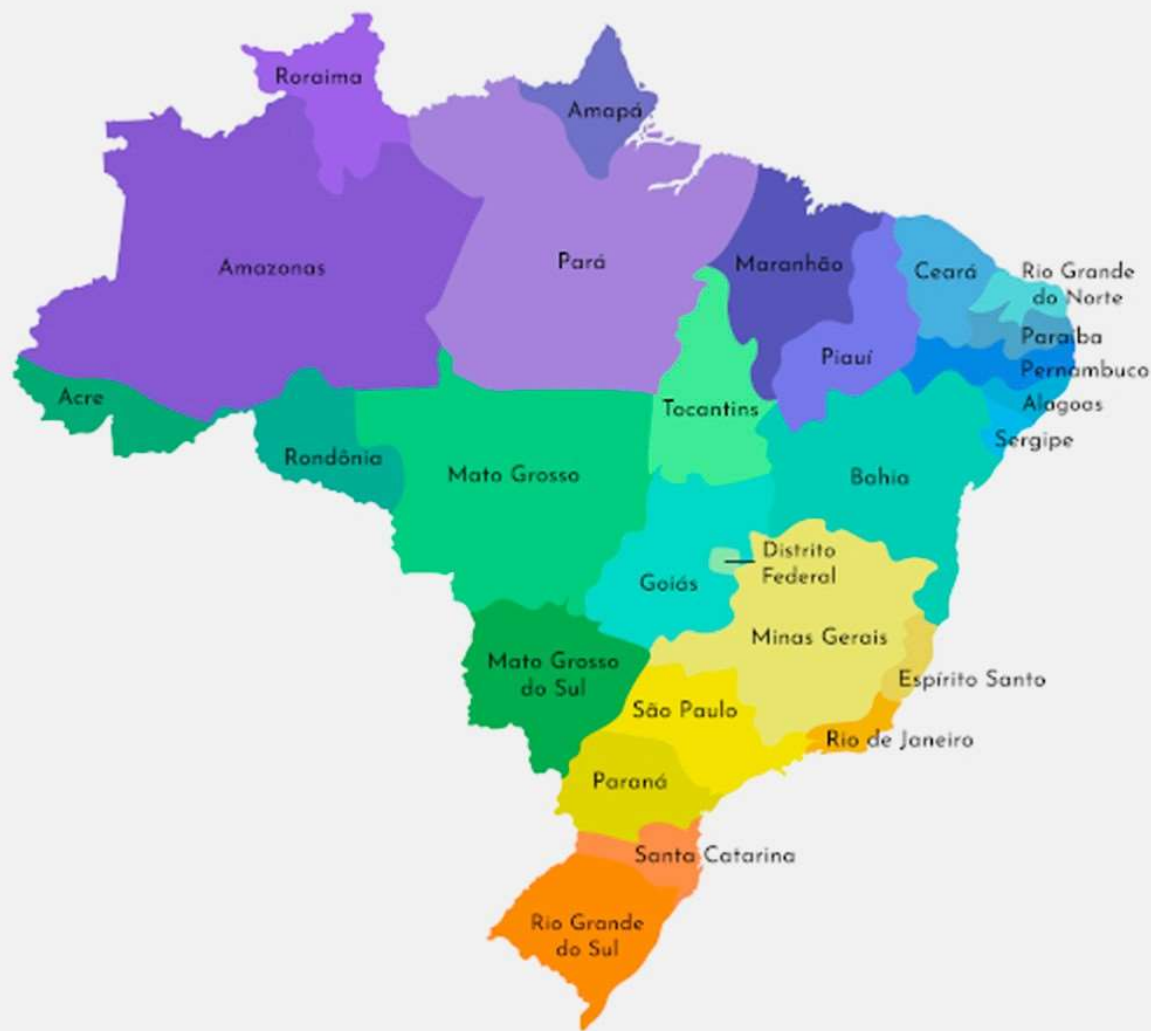 Roraima
Amapá
Amazonas
Pará
Maranhão
Ceará
Rio Grande
do Norte
Paraíba
Piauí
Pernambuco
Acre
Tocantins
Alagoas
Sergipe
Rondônia
Mato Grosso
Bahia
Distrito
Federal
Goiás
Minas Gerais
Mato Grosso
do Sul
Espírito Santo
São Paulo
Rio de Janeiro
Paraná
Santa Catarina
Rio Grande
do Sul